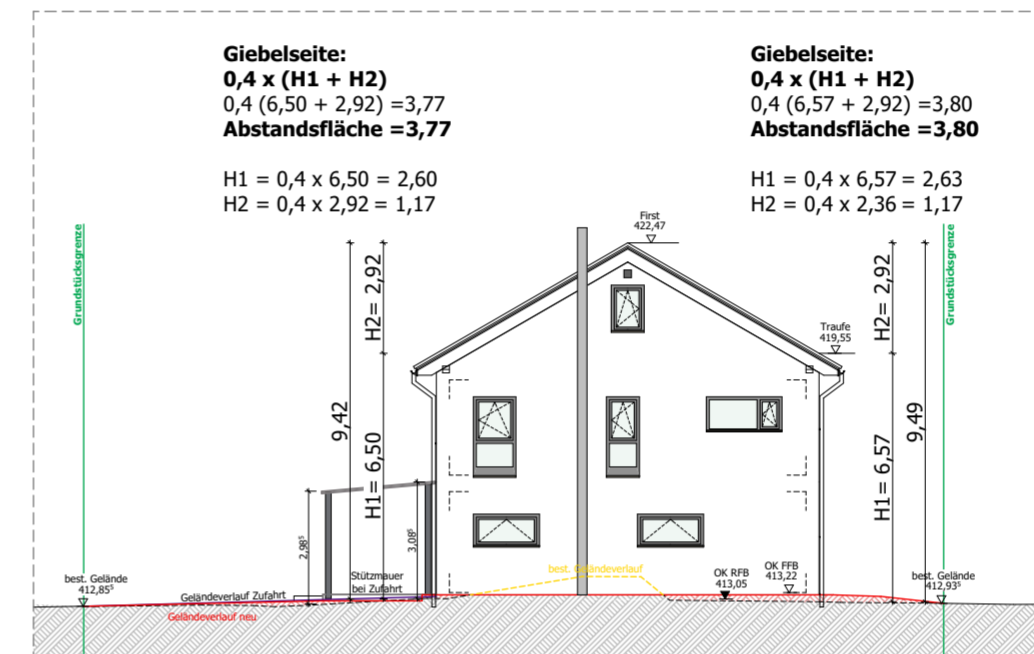 Giebelseite:
0,4 x (H1 + H2)
0,4 (6,50 + 2,92) =3,77
Abstandsfläche =3,77
H1 = 0,4 x 6,50 = 2,60
H2 = 0,4 x 2,92 = 1,17
Giebelseite:
0,4 x (H1 + H2)
0,4 (6,57 + 2,92) =3,80
Abstandsfläche =3,80
H1 = 0,4 x 6,57 = 2,63
H2 = 0,4 x 2,36 = 1,17
Grundstücksgrenze
H2= 2,92
9,42
H1= 6,50
First
422,47
Traufe
419,55
H2= 2,92
9,49
H1= 6,57
Grundstücksgrenze
2,98⁵
3,08⁵
best. Gelände
412,85⁵
Geländeverlauf Zufahrt
Stützmauer
bei Zufahrt
Geländeverlauf neu
best. Geländeverlauf
OK RFB
413,05
OK FFB
413,22
best. Gelände
412,93⁵